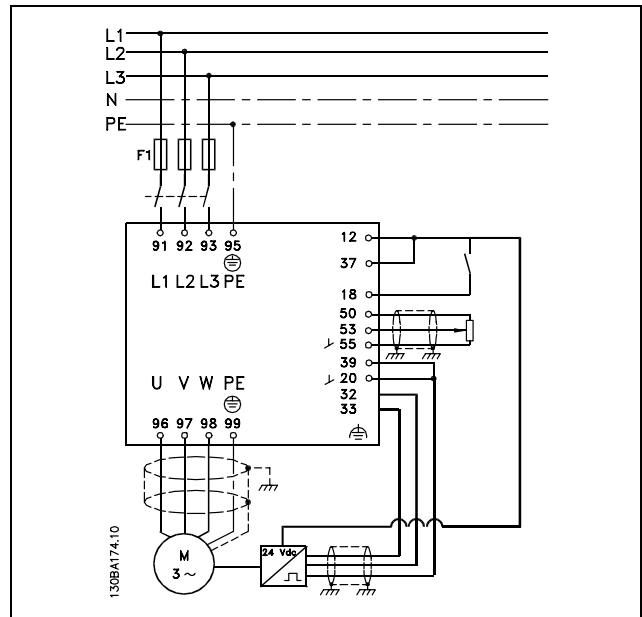 L1
L2
L3
N
PE
F1
91 92 93 95
L1 L2 L3 PE
12
37
18
50
53
55
39
20
32
33
U V W PE
96 97 98 99
M
3 ~
24 Vdc
130BA174.10